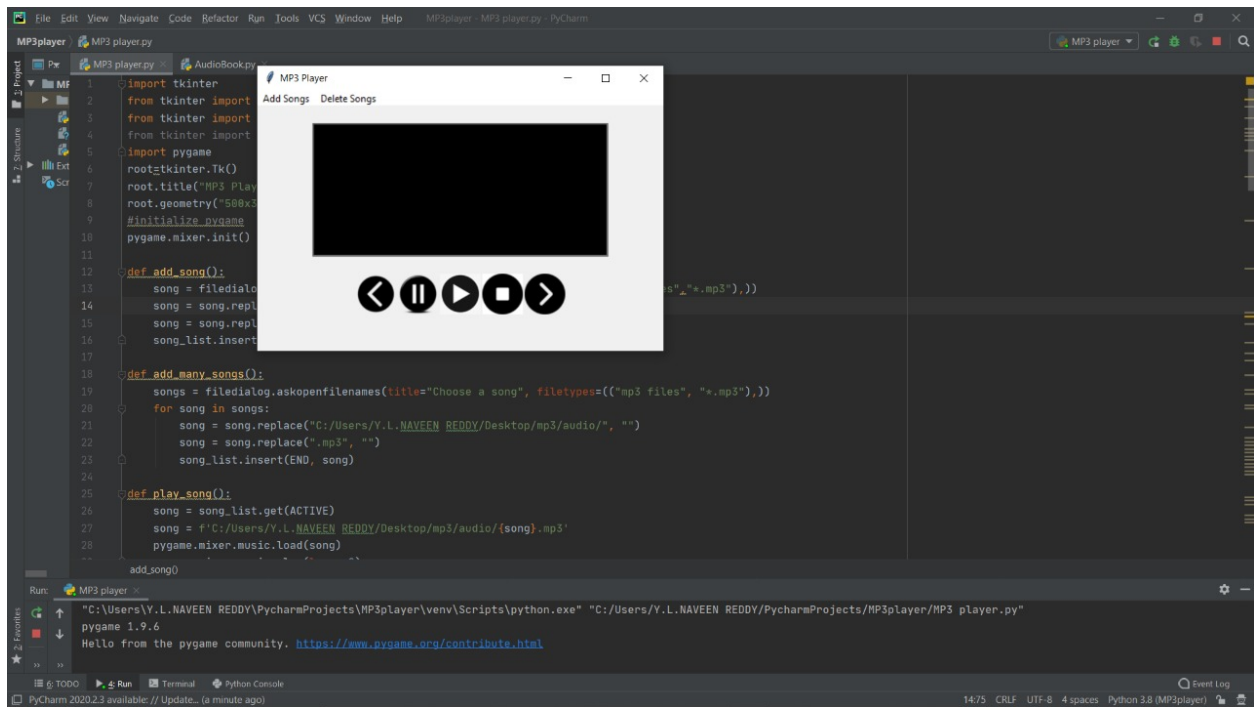 File Edit View Navigate Code Refactor Run Tools VCS Window Help MP3player - MP3 player.py - PyCharm
MP3player MP3 player.py MP3 player
MP3 player.py AudioBook.py
1: Project
7: Structure
2: Favorites
MP3 Player
Add Songs Delete Songs
1 import tkinter
2 from tkinter import
3 from tkinter import
4 from tkinter import
5 import pygame
6 root=tkinter.Tk()
7 root.title("MP3 Play
8 root.geometry("500x3
9 #initialize pygame
10 pygame.mixer.init()
11
12 def add_song():
13 song = filedialo s","*.mp3"),))
14 song = song.repl
15 song = song.repl
16 song_list.insert
17
18 def add_many_songs():
19 songs = filedialog.askopenfilenames(title="Choose a song", filetypes=(("mp3 files", "*.mp3"),))
20 for song in songs:
21 song = song.replace("C:/Users/Y.L.NAVEEN REDDY/Desktop/mp3/audio/", "")
22 song = song.replace(".mp3", "")
23 song_list.insert(END, song)
24
25 def play_song():
26 song = song_list.get(ACTIVE)
27 song = f'C:/Users/Y.L.NAVEEN REDDY/Desktop/mp3/audio/{song}.mp3'
28 pygame.mixer.music.load(song)
add_song()
Run: MP3 player
"C:\Users\Y.L.NAVEEN REDDY\PycharmProjects\MP3player\venv\Scripts\python.exe" "C:/Users/Y.L.NAVEEN REDDY/PycharmProjects/MP3player/MP3 player.py"
pygame 1.9.6
Hello from the pygame community. https://www.pygame.org/contribute.html
6: TODO 4: Run Terminal Python Console Event Log
PyCharm 2020.2.3 available: // Update... (a minute ago) 14:75 CRLF UTF-8 4 spaces Python 3.8 (MP3player)